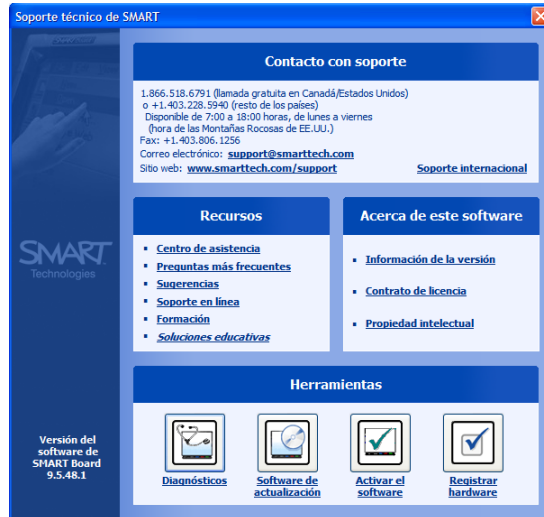 Soporte técnico de SMART
Contacto con soporte
1.866.518.6791 (llamada gratuita en Canadá/Estados Unidos)
o +1.403.228.5940 (resto de los países)
Disponible de 7:00 a 18:00 horas, de lunes a viernes
(hora de las Montañas Rocosas de EE.UU.)
Fax: +1.403.806.1256
Correo electrónico: support@smarttech.com
Sitio web: www.smarttech.com/support Soporte internacional
SMART
Technologies
Recursos
Centro de asistencia
Preguntas más frecuentes
Sugerencias
Soporte en línea
Formación
Soluciones educativas
Acerca de este software
Información de la versión
Contrato de licencia
Propiedad intelectual
Herramientas
Diagnósticos
Software de
actualización
Activar el
software
Registrar
hardware
Versión del
software de
SMART Board
9.5.48.1